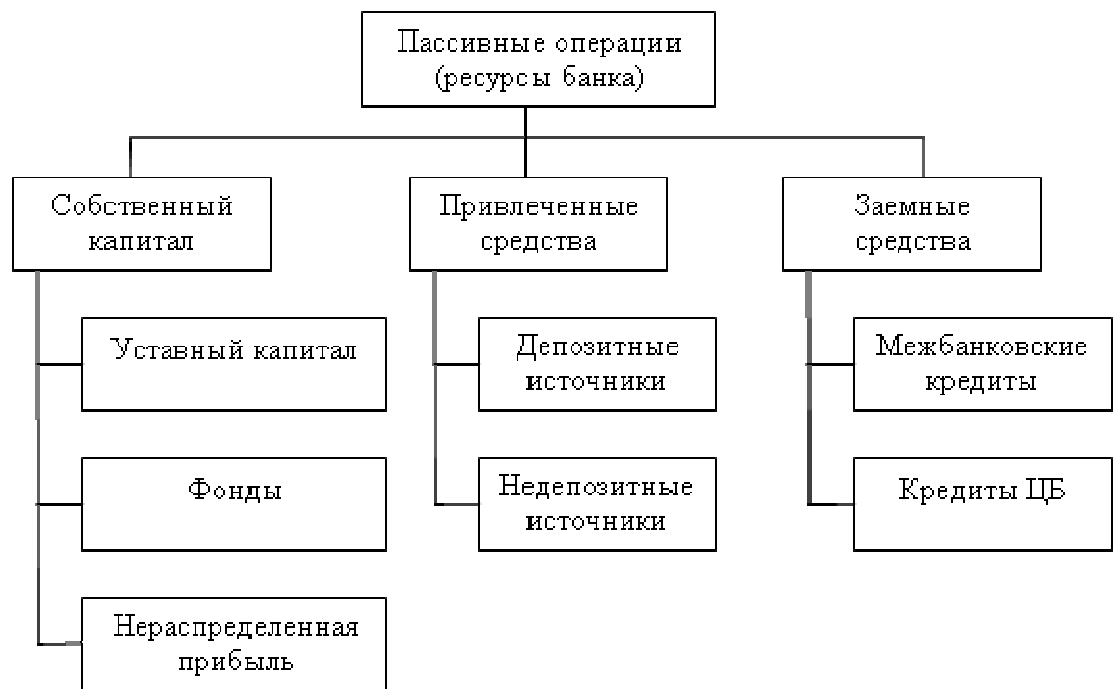 Пассивные операции
(ресурсы банка)
Собственный
капитал
Привлеченные
средства
Заемные
средства
Уставный капитал
Депозитные
источники
Межбанковские
кредиты
Фонды
Недепозитные
источники
Кредиты ЦБ
Нераспределенная
прибыль